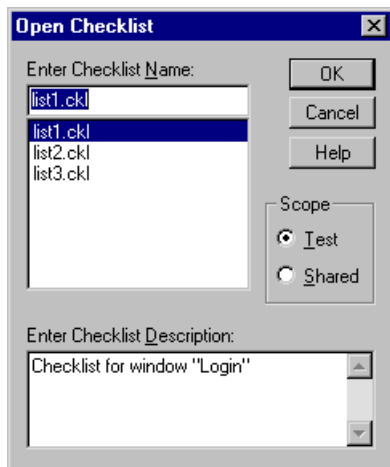 Open Checklist
Enter Checklist Name:
list1.ckl
list1.ckl
list2.ckl
list3.ckl
OK
Cancel
Help
Scope
Test
Shared
Enter Checklist Description:
Checklist for window "Login"